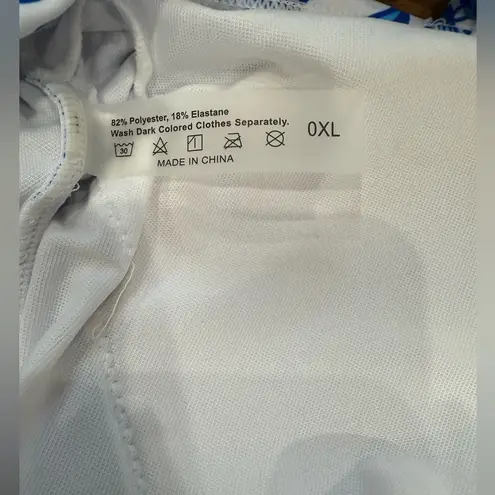 82% Polyester, 18% Elastane
Wash Dark Colored Clothes Separately.
30
0XL
MADE IN CHINA